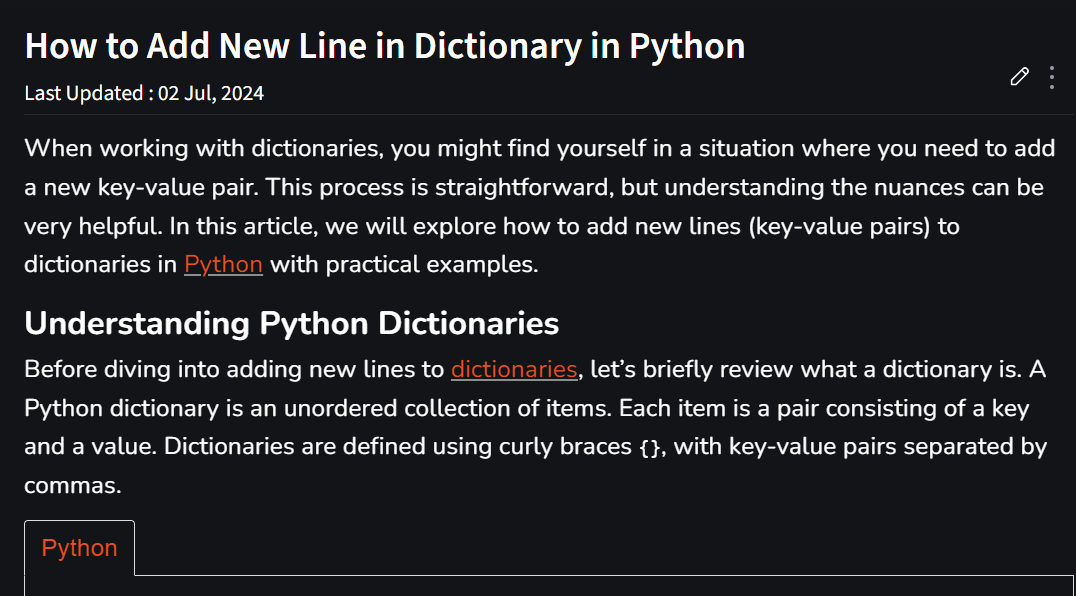 How to Add New Line in Dictionary in Python
Last Updated : 02 Jul, 2024
When working with dictionaries, you might find yourself in a situation where you need to add
a new key-value pair. This process is straightforward, but understanding the nuances can be
very helpful. In this article, we will explore how to add new lines (key-value pairs) to
dictionaries in Python with practical examples.
Understanding Python Dictionaries
Before diving into adding new lines to dictionaries, let’s briefly review what a dictionary is. A
Python dictionary is an unordered collection of items. Each item is a pair consisting of a key
and a value. Dictionaries are defined using curly braces {}, with key-value pairs separated by
commas.
Python